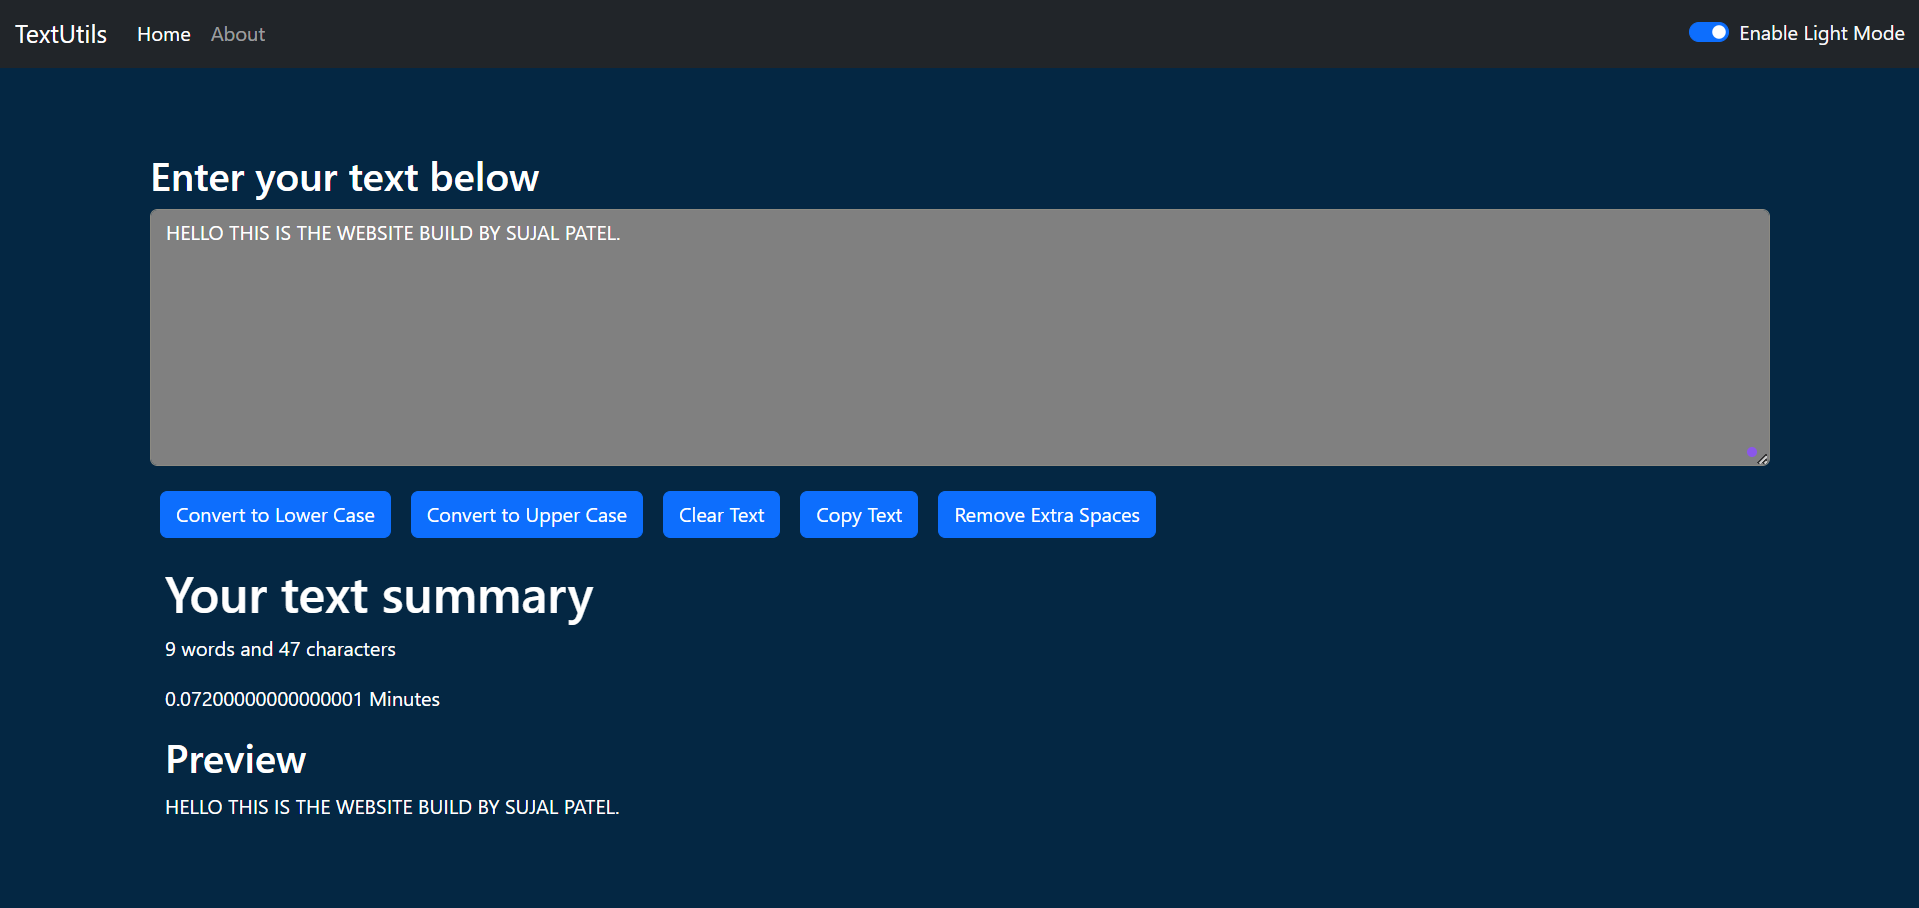 TextUtils Home About Enable Light Mode
Enter your text below
HELLO THIS IS THE WEBSITE BUILD BY SUJAL PATEL.
Convert to Lower Case Convert to Upper Case Clear Text Copy Text Remove Extra Spaces
Your text summary
9 words and 47 characters
0.07200000000000001 Minutes
Preview
HELLO THIS IS THE WEBSITE BUILD BY SUJAL PATEL.